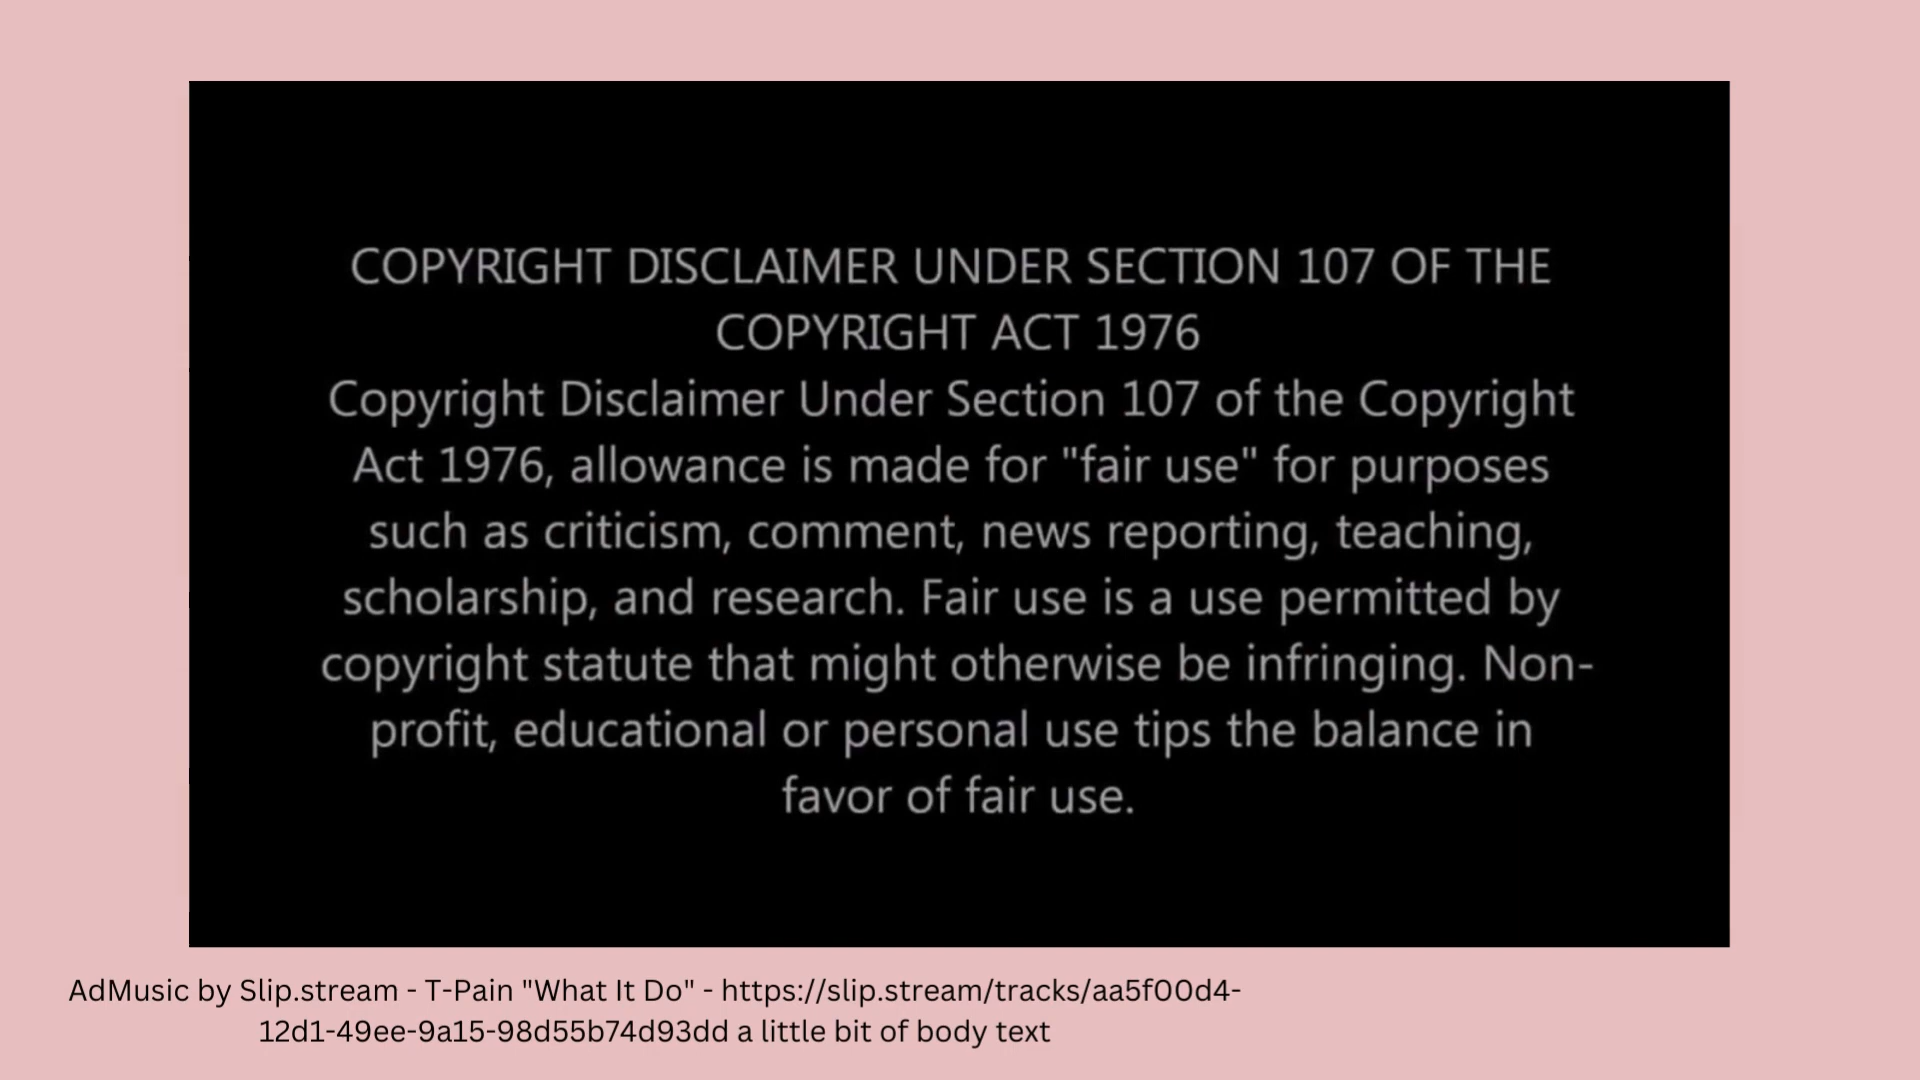 COPYRIGHT DISCLAIMER UNDER SECTION 107 OF THE
COPYRIGHT ACT 1976
Copyright Disclaimer Under Section 107 of the Copyright
Act 1976, allowance is made for "fair use" for purposes
such as criticism, comment, news reporting, teaching,
scholarship, and research. Fair use is a use permitted by
copyright statute that might otherwise be infringing. Non-
profit, educational or personal use tips the balance in
favor of fair use.
AdMusic by Slip.stream - T-Pain "What It Do" - https://slip.stream/tracks/aa5f00d4-
12d1-49ee-9a15-98d55b74d93dd a little bit of body text